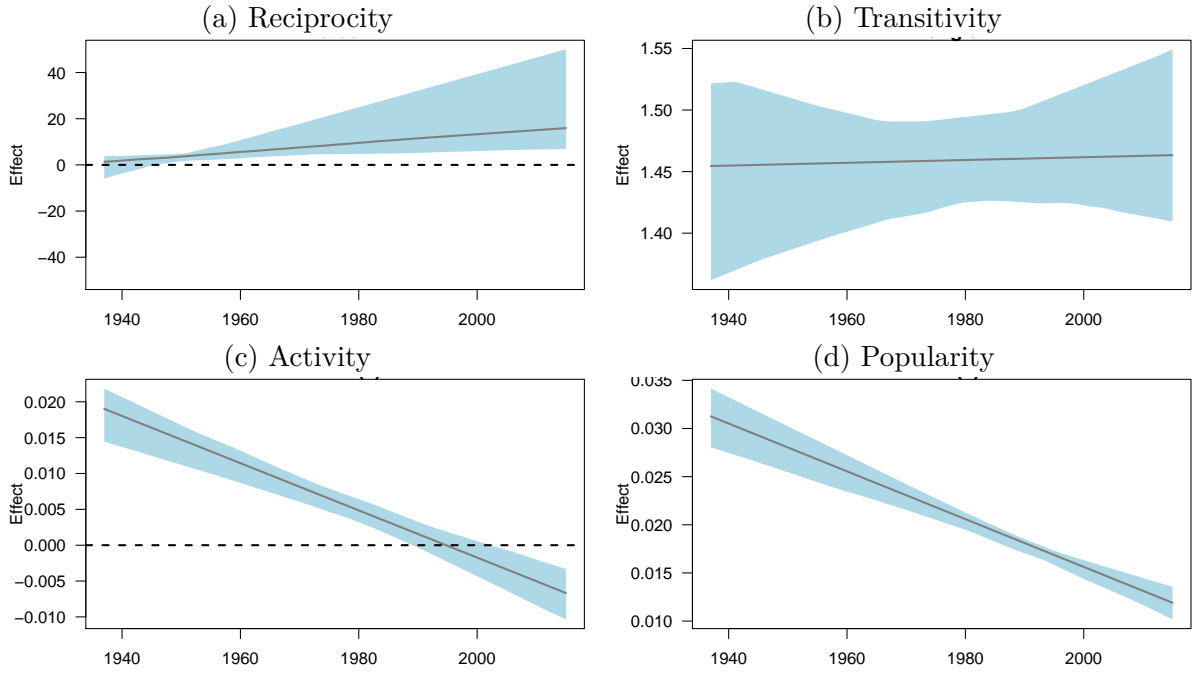 (a) Reciprocity
(b) Transitivity
40
20
0
−20
−40
Effect
1940 1960 1980 2000
1.55
1.50
1.45
1.40
Effect
1940 1960 1980 2000
(c) Activity
(d) Popularity
0.020
0.015
0.010
0.005
0.000
−0.005
−0.010
Effect
1940 1960 1980 2000
0.035
0.030
0.025
0.020
0.015
0.010
Effect
1940 1960 1980 2000